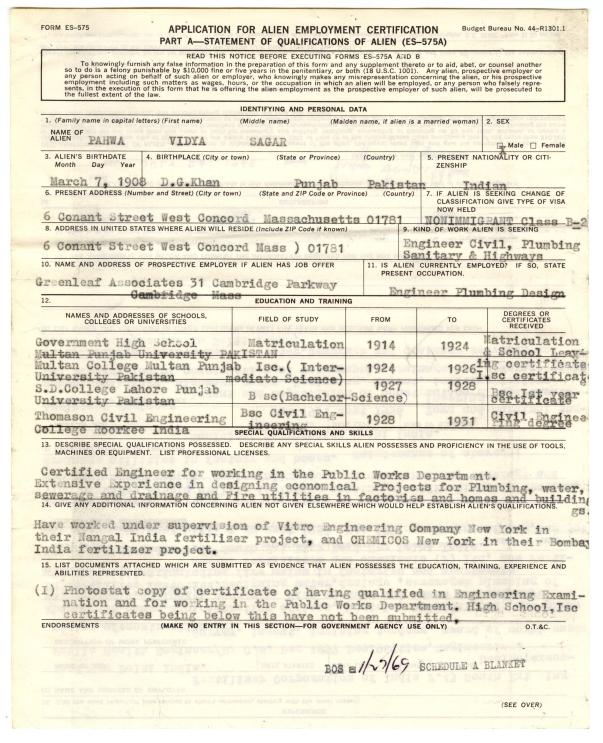 FORM ES-575
APPLICATION FOR ALIEN EMPLOYMENT CERTIFICATION
Budget Bureau No. 44-R1301.1
PART A—STATEMENT OF QUALIFICATIONS OF ALIEN (ES-575A)
READ THIS NOTICE BEFORE EXECUTING FORMS ES-575A AND B
To knowingly furnish any false information in the preparation of this form and any supplement thereto or to aid, abet, or counsel another
so to do is a felony punishable by $10,000 fine or five years in the penitentiary, or both (18 U.S.C. 1001). Any alien, prospective employer or
any person acting on behalf of such alien or employer, who knowingly makes any misrepresentation concerning the alien, or his prospective
employment including such matters as wages, hours, or the occupation in which an alien will be employed, or any person who falsely represents,
in the execution of this form that he is offering the alien employment as the prospective employer of such alien, will be prosecuted to
the fullest extent of the law.
IDENTIFYING AND PERSONAL DATA
1. (Family name in capital letters) (First name) (Middle name) (Maiden name, if alien is a married woman)
2. SEX
NAME OF
ALIEN PAHWA VIDYA SAGAR
Male Female
3. ALIEN'S BIRTHDATE
Month Day Year
4. BIRTHPLACE (City or town) (State or Province) (Country)
5. PRESENT NATIONALITY OR CITI-
ZENSHIP
March 7, 1908 D.G.Khan Punjab Pakistan Indian
6. PRESENT ADDRESS (Number and Street) (City or town) (State and ZIP Code or Province) (Country)
7. IF ALIEN IS SEEKING CHANGE OF
CLASSIFICATION GIVE TYPE OF VISA
NOW HELD
6 Conant Street West Concord Massachusetts 01781
NONIMMIGRANT Class B-2
8. ADDRESS IN UNITED STATES WHERE ALIEN WILL RESIDE (Include ZIP Code if known)
9. KIND OF WORK ALIEN IS SEEKING
6 Conant Street West Concord Mass ) 01781
Engineer Civil, Plumbing
Sanitary & Highways
10. NAME AND ADDRESS OF PROSPECTIVE EMPLOYER IF ALIEN HAS JOB OFFER
11. IS ALIEN CURRENTLY EMPLOYED? IF SO, STATE
PRESENT OCCUPATION.
Greenleaf Associates 31 Cambridge Parkway
Cambridge Mass
Engineer Plumbing Design
12. EDUCATION AND TRAINING
NAMES AND ADDRESSES OF SCHOOLS,
COLLEGES OR UNIVERSITIES
FIELD OF STUDY
FROM
TO
DEGREES OR
CERTIFICATES
RECEIVED
Government High School
Multan Punjab University PAKISTAN
Matriculation
1914
1924
Matriculation
& School Leav-
ing certificate
Multan College Multan Punjab
University Pakistan
Isc.( Inter-
mediate Science)
1924
1926
I.sc certificate
S.D.College Lahore Punjab
University Pakistan
B sc(Bachelor-Science)
1927
1928
Bsc.Ist year
certificate
Thomason Civil Engineering
College Roorkee India
Bsc Civil Eng-
ineering
1928
1931
Civil Enginee
ring degree
SPECIAL QUALIFICATIONS AND SKILLS
13. DESCRIBE SPECIAL QUALIFICATIONS POSSESSED. DESCRIBE ANY SPECIAL SKILLS ALIEN POSSESSES AND PROFICIENCY IN THE USE OF TOOLS,
MACHINES OR EQUIPMENT. LIST PROFESSIONAL LICENSES.
Certified Engineer for working in the Public Works Department.
Extensive Experience in designing economical Projects for Plumbing, water,
sewerage and drainage and Fire utilities in factories and homes and building
gs.
14. GIVE ANY ADDITIONAL INFORMATION CONCERNING ALIEN NOT GIVEN ELSEWHERE WHICH WOULD HELP ESTABLISH ALIEN'S QUALIFICATIONS.
Have worked under supervision of Vitro Engineering Company New York in
their Nangal India fertilizer project, and CHEMICOS New York in their Bombay
India fertilizer project.
15. LIST DOCUMENTS ATTACHED WHICH ARE SUBMITTED AS EVIDENCE THAT ALIEN POSSESSES THE EDUCATION, TRAINING, EXPERIENCE AND
ABILITIES REPRESENTED.
(I) Photostat copy of certificate of having qualified in Engineering Exami-
nation and for working in the Public Works Department. High School,Isc
certificates being below this have not been submitted.
ENDORSEMENTS (MAKE NO ENTRY IN THIS SECTION—FOR GOVERNMENT AGENCY USE ONLY) O.T.&C.
BOS 1/27/69 SCHEDULE A BLANKET
(SEE OVER)